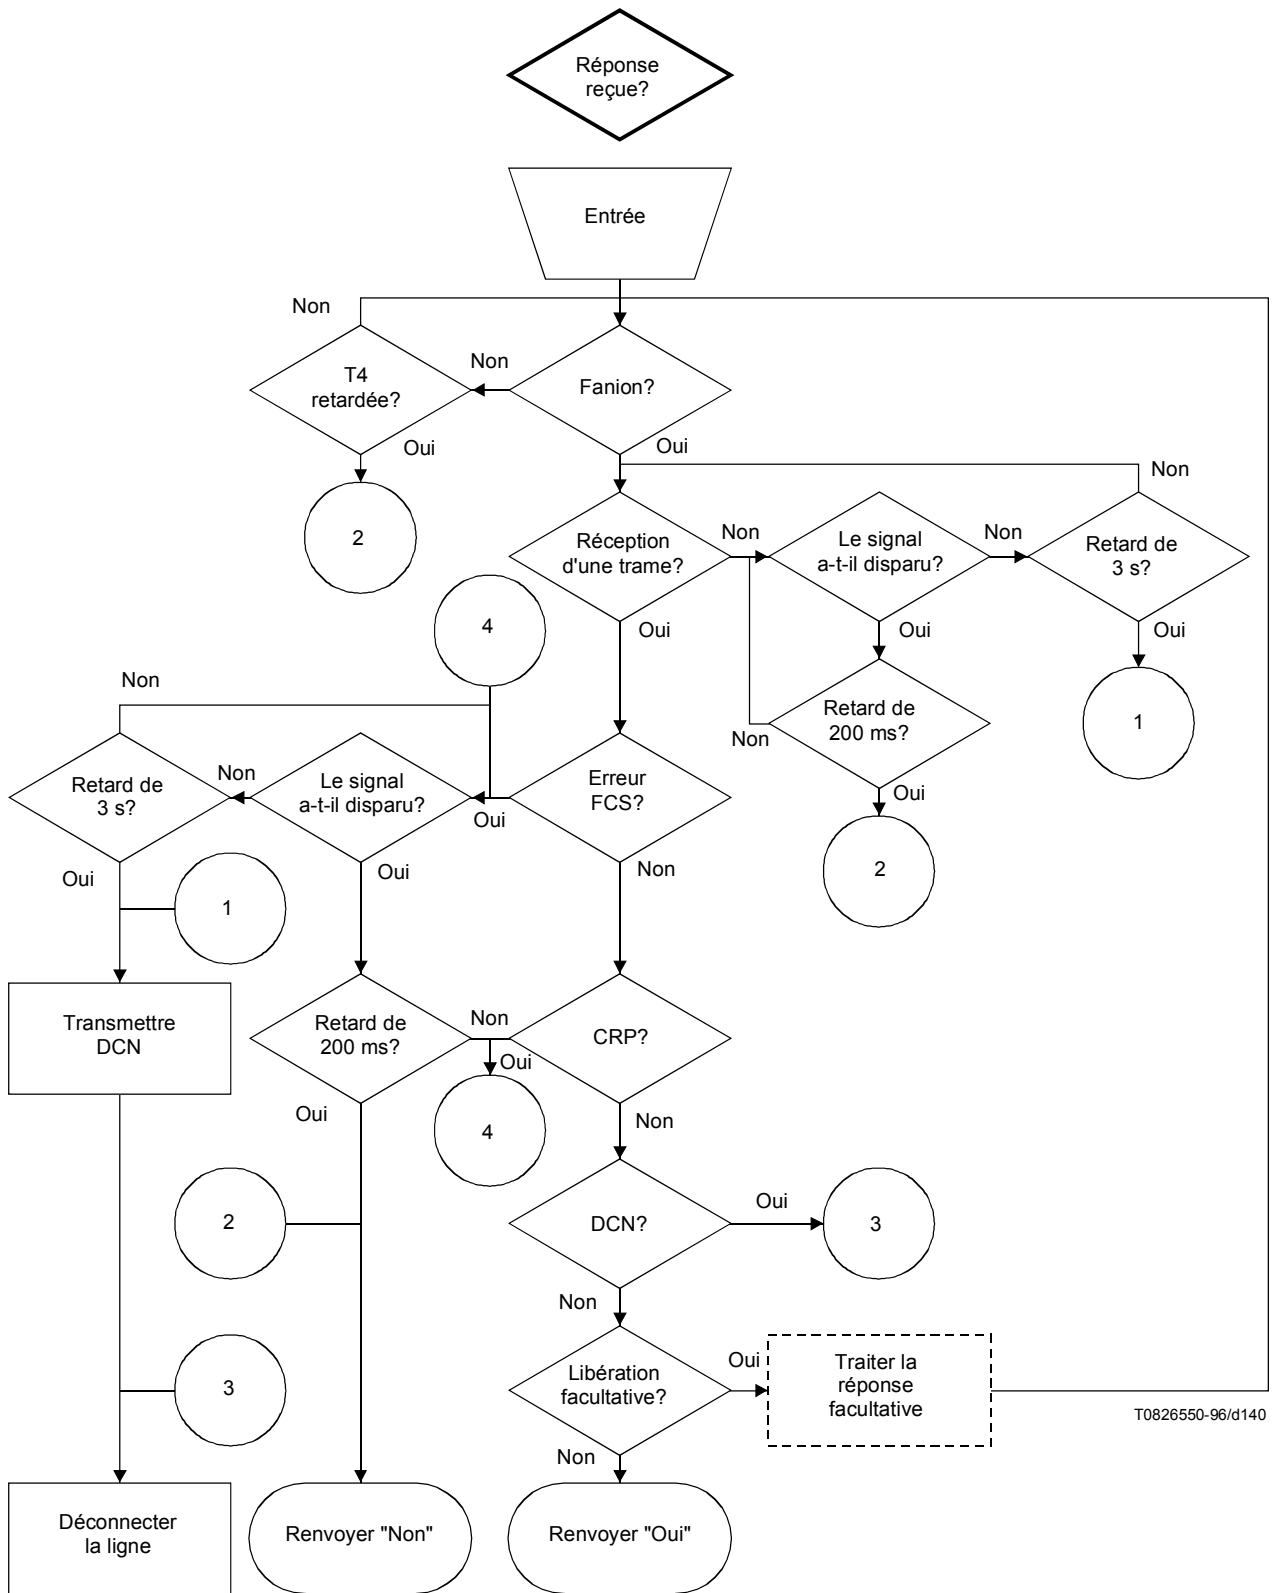 Réponse
reçue?
Entrée
Non
T4
retardée?
Non
Fanion?
Oui
Oui
Non
2
Réception
d'une trame?
Non
Le signal
a-t-il disparu?
Non
Retard de
3 s?
4
Oui
Oui
Oui
Non
Retard de
200 ms?
Non
1
Retard de
3 s?
Non
Le signal
a-t-il disparu?
Oui
Erreur
FCS?
Oui
Oui
Oui
Non
2
1
Transmettre
DCN
Retard de
200 ms?
Non
Oui
CRP?
Oui
4
Non
2
DCN?
Oui
3
Non
3
Libération
facultative?
Oui
Traiter la
réponse
facultative
T0826550-96/d140
Non
Déconnecter
la ligne
Renvoyer "Non"
Renvoyer "Oui"